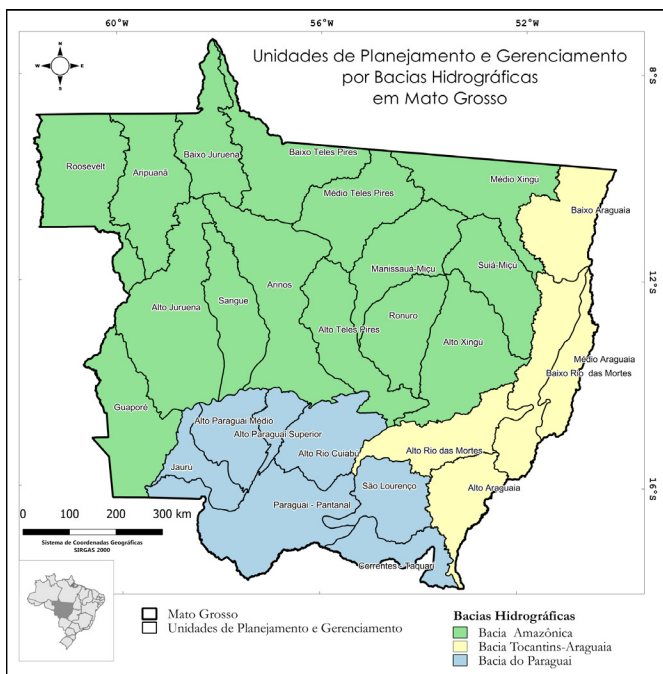 60°W
56°W
52°W
Unidades de Planejamento e Gerenciamento
por Bacias Hidrográficas
em Mato Grosso
N
W
E
S
8°S
Baixo Juruena
Baixo Teles Pires
Roosevelt
Aripuanã
Médio Xingú
Médio Teles Pires
Baixo Araguaia
Manissauá-Miçu
Suiá-Miçu
12°S
Arinos
Sangue
Alto Juruena
Ronuro
Alto Teles Pires
Alto Xingú
Médio Araguaia
Baixo Rio das Mortes
Guaporé
Alto Paraguai Médio
Alto Paraguai Superior
Alto Rio Cuiabá
Alto Rio das Mortes
Jauru
São Lourenço
Alto Araguaia
16°S
Paraguai - Pantanal
Correntes - Taquari
0 100 200 300 km
Sistema de Coordenadas Geográficas
SIRGAS 2000
Mato Grosso
Unidades de Planejamento e Gerenciamento
Bacias Hidrográficas
Bacia Amazônica
Bacia Tocantins-Araguaia
Bacia do Paraguai